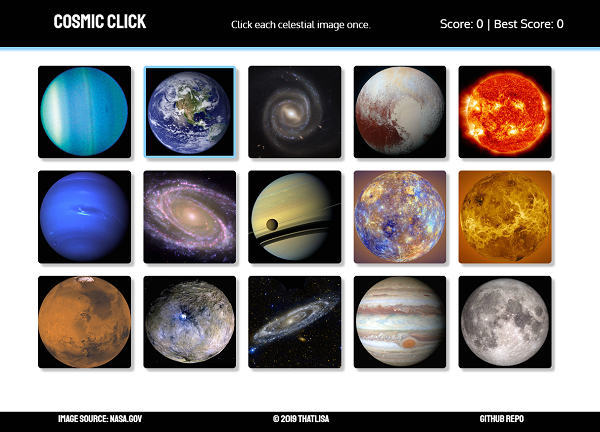 COSMIC CLICK
Click each celestial image once.
Score: 0 | Best Score: 0
IMAGE SOURCE: NASA.GOV
© 2019 THATLISA
GITHUB REPO